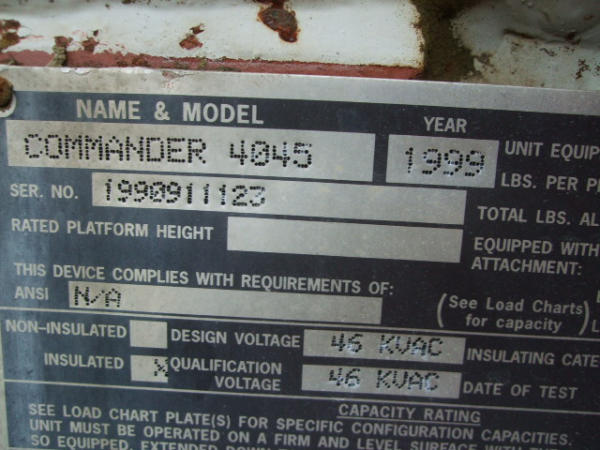 NAME & MODEL
YEAR
COMMANDER 4045
1999
UNIT EQUIP
LBS. PER
SER. NO. 1990911123
TOTAL LBS.
RATED PLATFORM HEIGHT
EQUIPPED WITH
ATTACHMENT:
THIS DEVICE COMPLIES WITH REQUIREMENTS OF:
ANSI N/A
(See Load Charts
for capacity)
NON-INSULATED DESIGN VOLTAGE 46 KVAC INSULATING CATE
INSULATED X QUALIFICATION VOLTAGE 46 KVAC DATE OF TEST
CAPACITY RATING
SEE LOAD CHART PLATE(S) FOR SPECIFIC CONFIGURATION CAPACITIES.
UNIT MUST BE OPERATED ON A FIRM AND LEVEL SURFACE WITH
SO EQUIPPED, EXTENDED